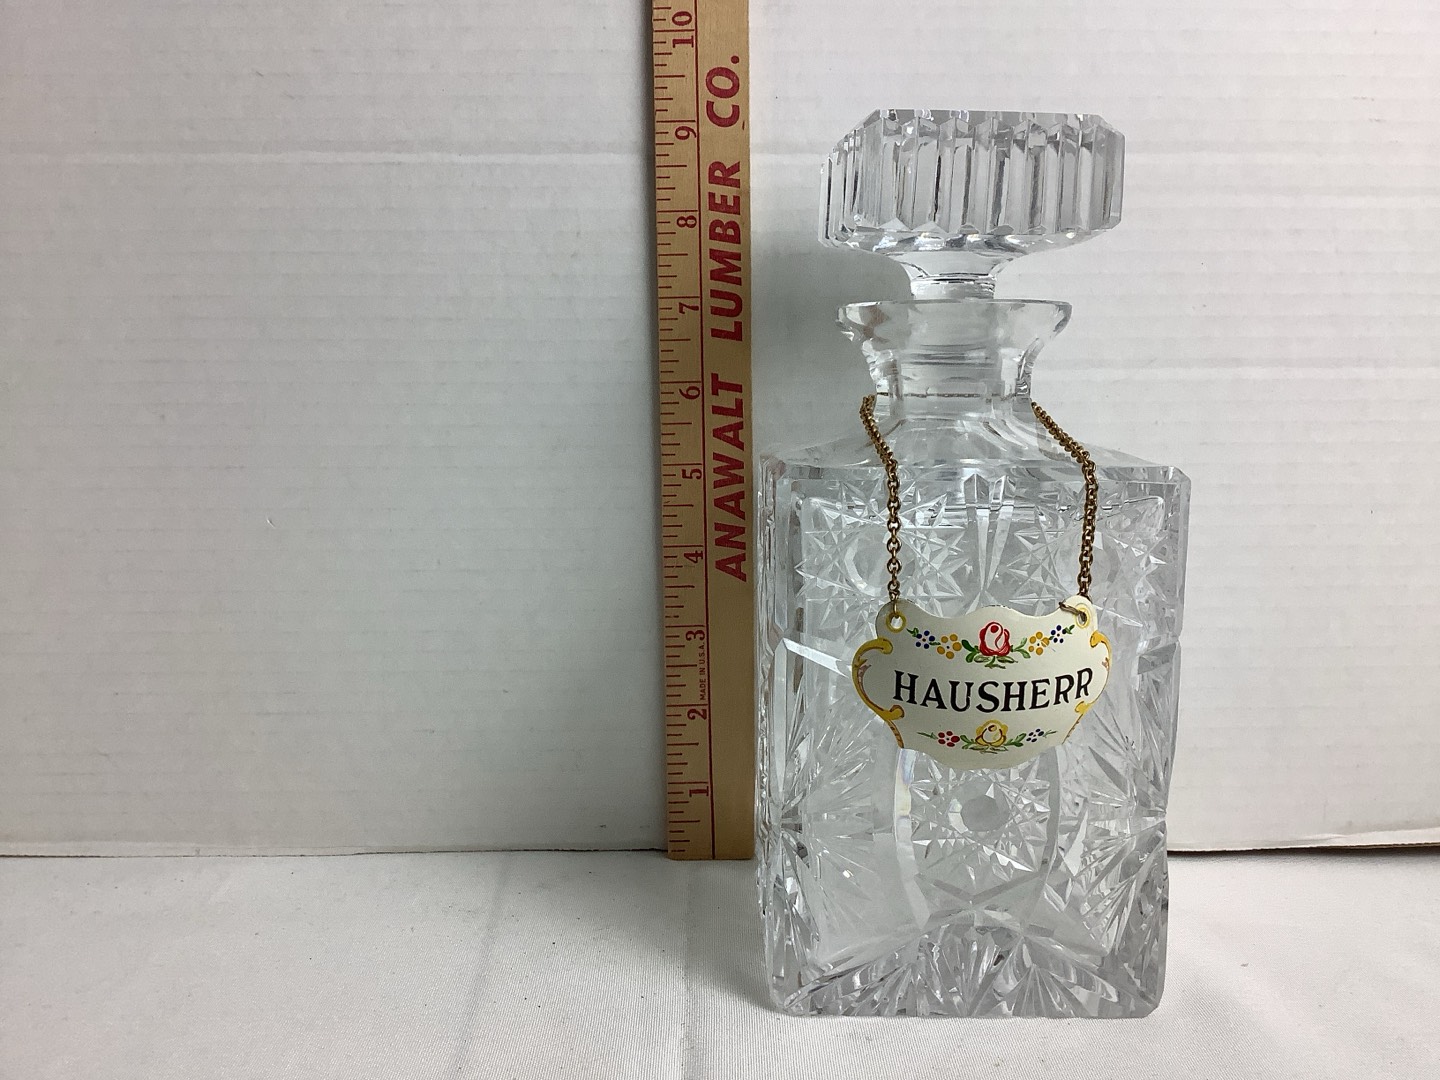 HAUSHERR
ANAWALT LUMBER CO.
MADE IN U.S.A.
1 2 3 4 5 6 7 8 9 10